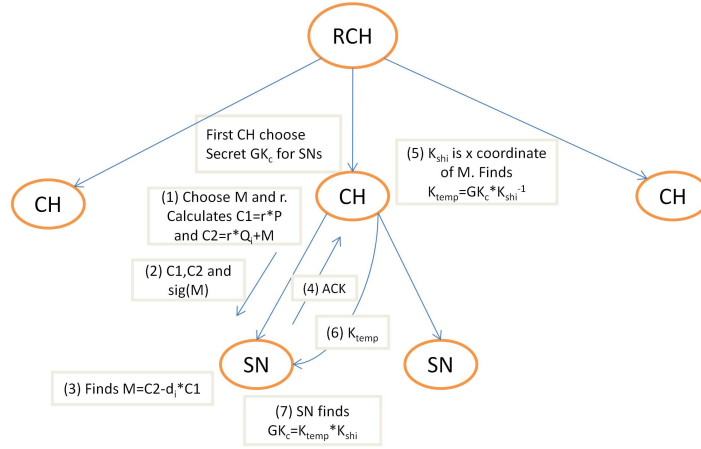 RCH
First CH choose
Secret GKc for SNs
(5) Kshi is x coordinate
of M. Finds
Ktemp=GKc*Kshi-1
CH
CH
CH
(1) Choose M and r.
Calculates C1=r*P
and C2=r*Qi+M
(2) C1,C2 and
sig(M)
(4) ACK
(6) Ktemp
SN
SN
(3) Finds M=C2-di*C1
(7) SN finds
GKc=Ktemp*Kshi